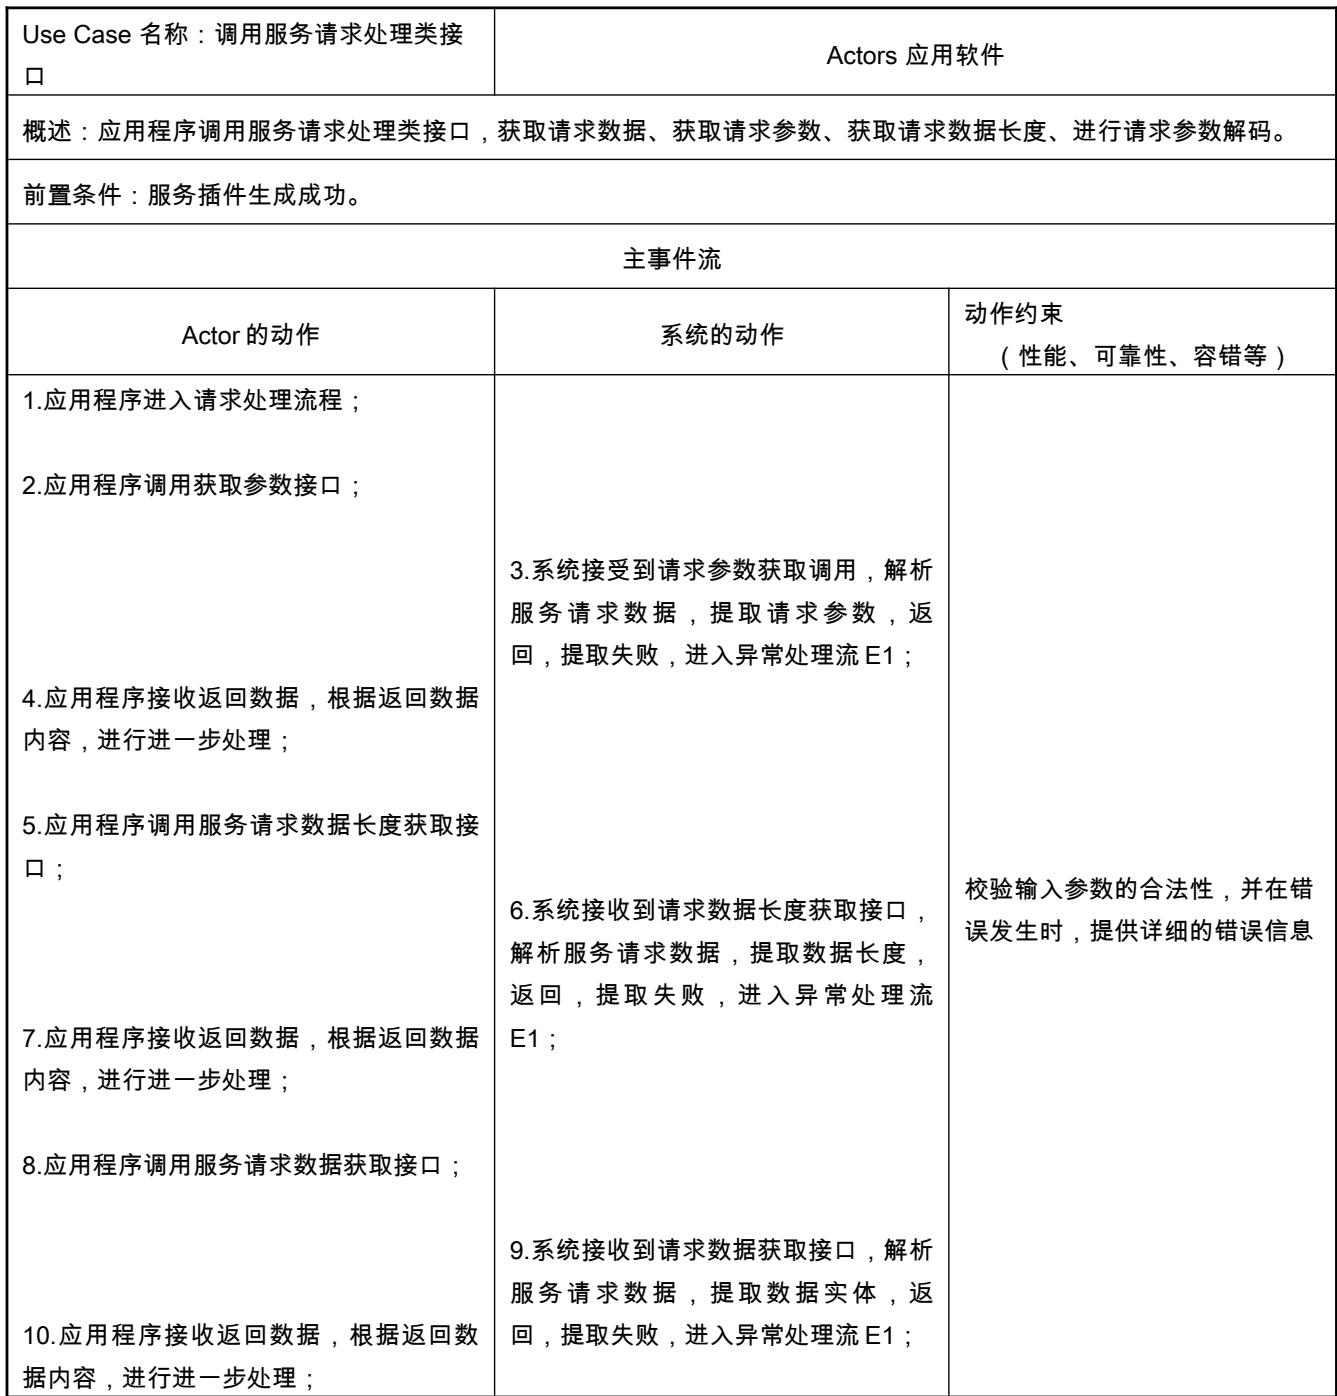 Use Case 名称：调用服务请求处理类接
口
Actors 应用软件
概述：应用程序调用服务请求处理类接口，获取请求数据、获取请求参数、获取请求数据长度、进行请求参数解码。
前置条件：服务插件生成成功。
主事件流
Actor 的动作
系统的动作
动作约束
（性能、可靠性、容错等）
1.应用程序进入请求处理流程；
2.应用程序调用获取参数接口；
3.系统接受到请求参数获取调用，解析
服务请求数据，提取请求参数，返
回，提取失败，进入异常处理流 E1；
4.应用程序接收返回数据，根据返回数据
内容，进行进一步处理；
5.应用程序调用服务请求数据长度获取接
口；
6.系统接收到请求数据长度获取接口，
解析服务请求数据，提取数据长度，
返回，提取失败，进入异常处理流
E1；
7.应用程序接收返回数据，根据返回数据
内容，进行进一步处理；
8.应用程序调用服务请求数据获取接口；
9.系统接收到请求数据获取接口，解析
服务请求数据，提取数据实体，返
回，提取失败，进入异常处理流 E1；
10.应用程序接收返回数据，根据返回数
据内容，进行进一步处理；
校验输入参数的合法性，并在错
误发生时，提供详细的错误信息